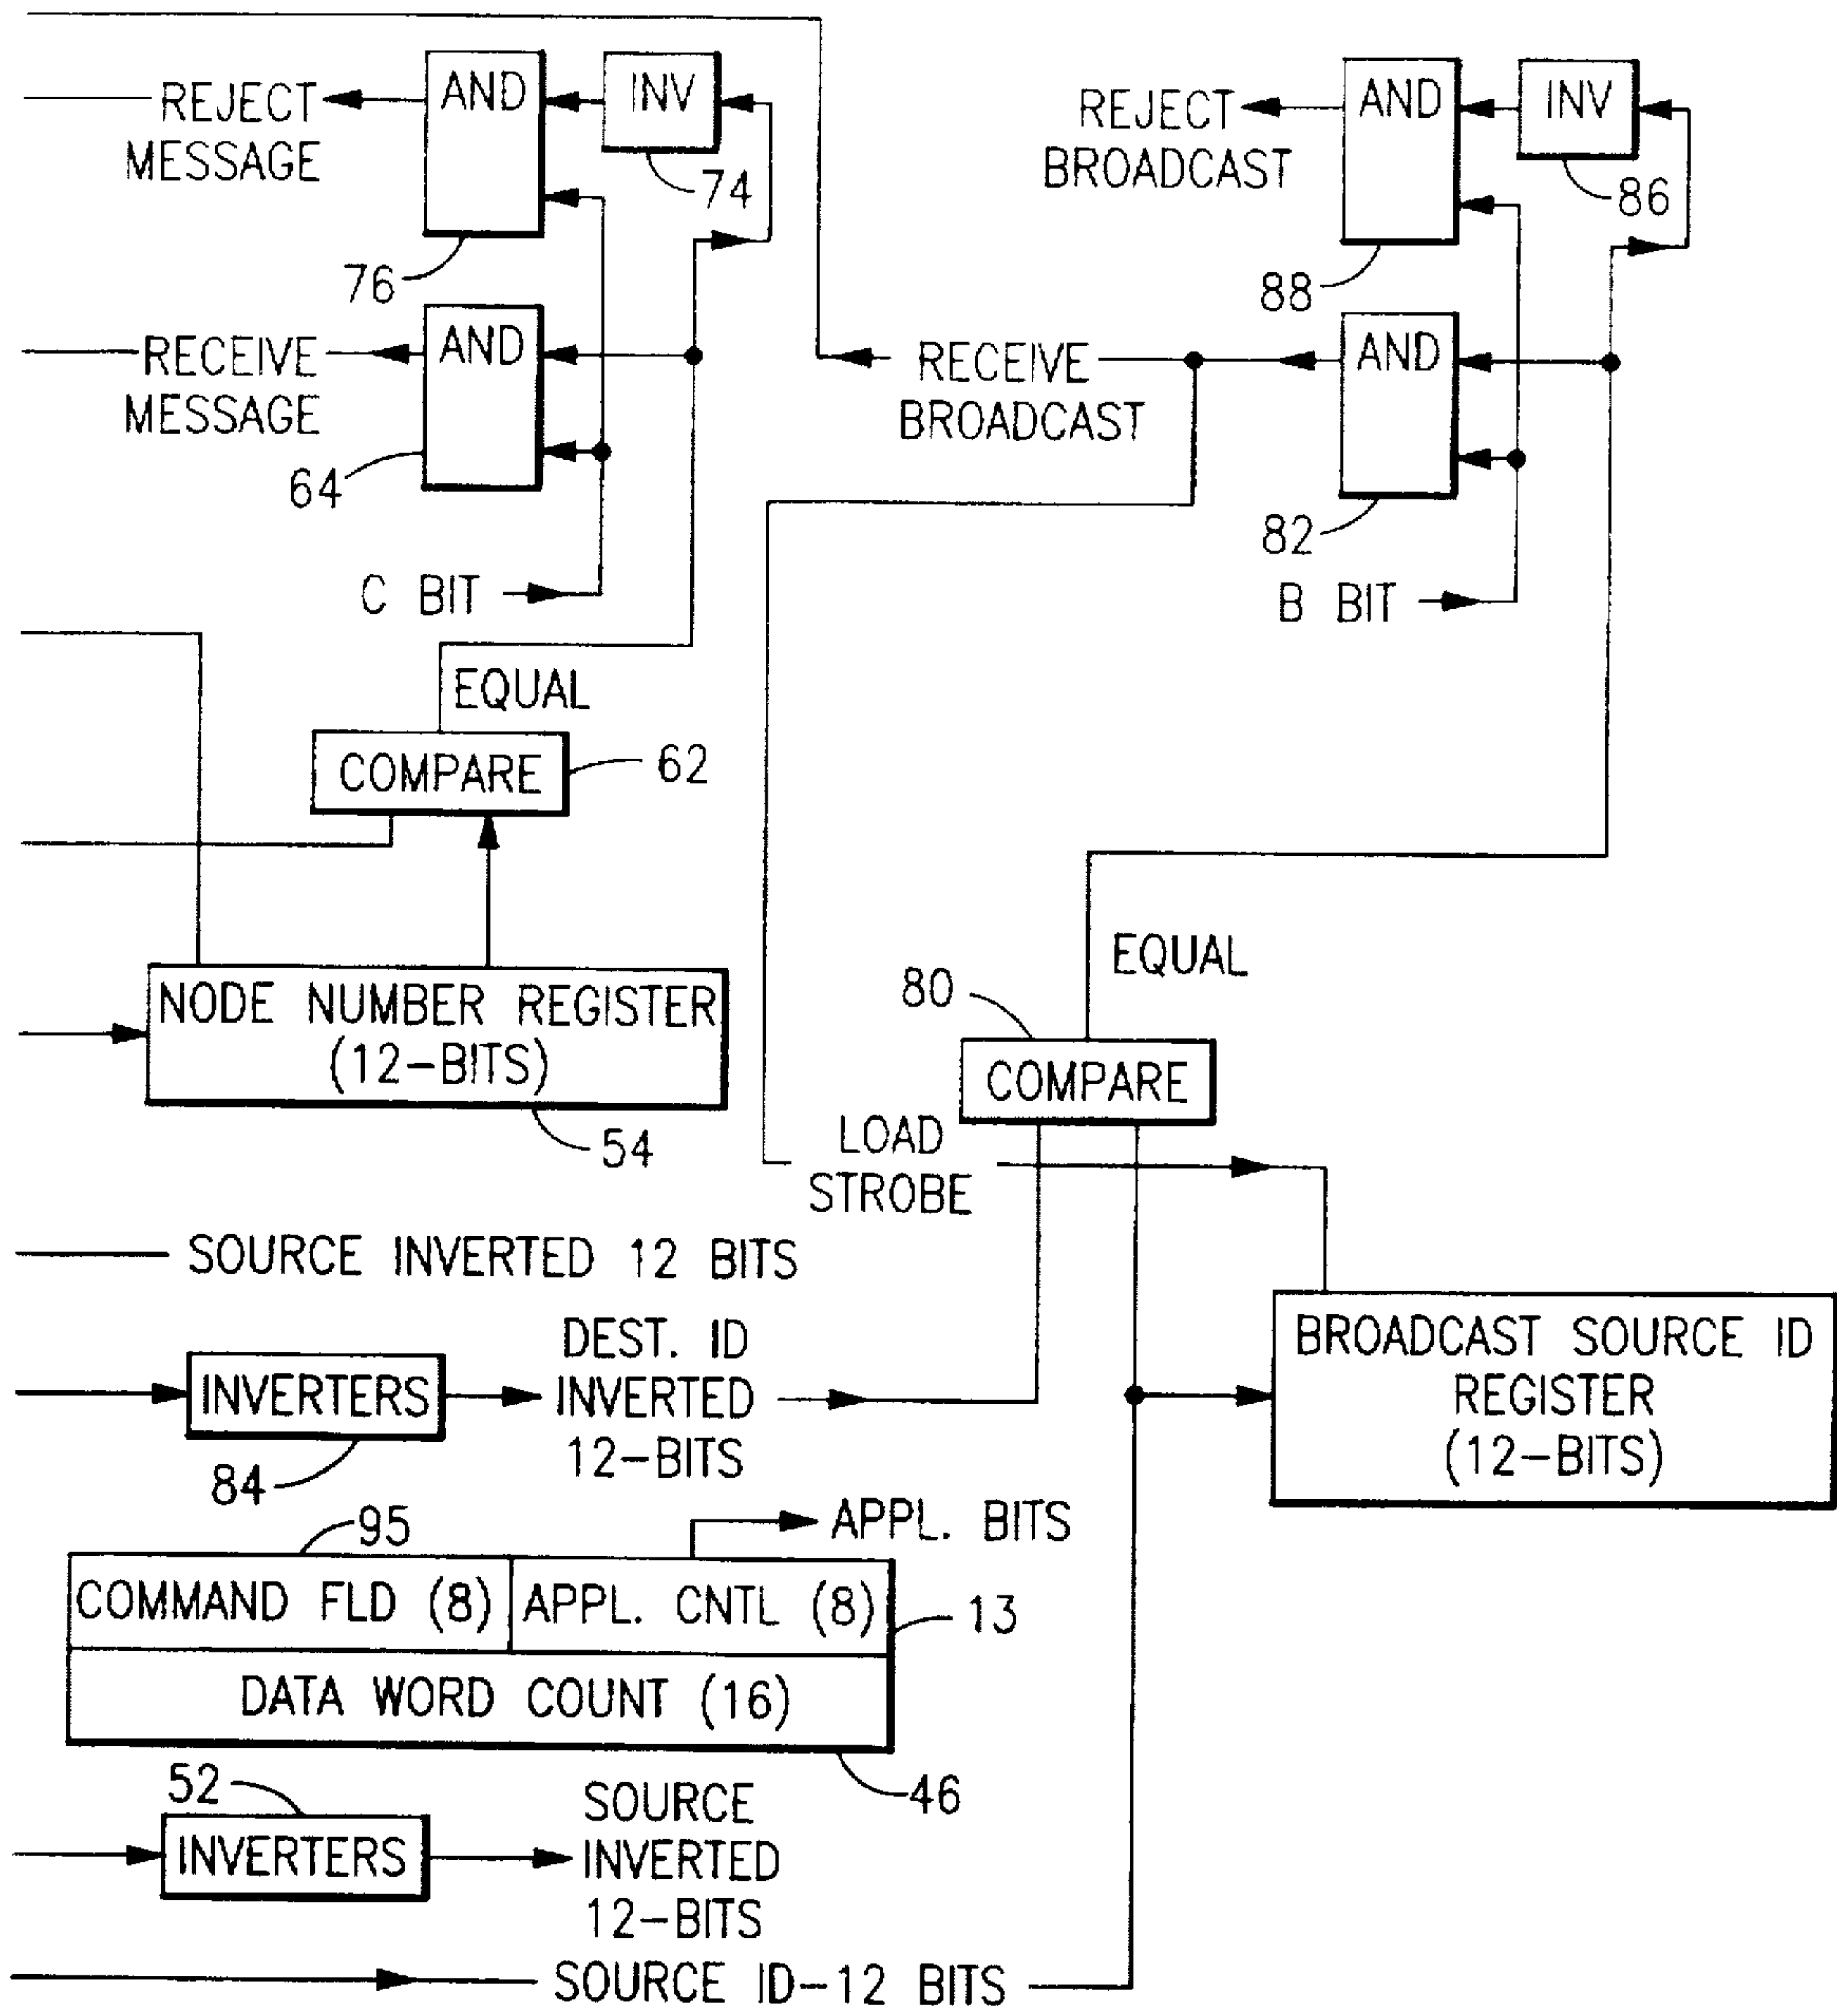 REJECT
MESSAGE
AND
INV
74
76
REJECT
BROADCAST
AND
INV
86
88
RECEIVE
MESSAGE
AND
64
RECEIVE
BROADCAST
AND
82
C BIT
B BIT
EQUAL
COMPARE
62
NODE NUMBER REGISTER
(12-BITS)
54
EQUAL
80
COMPARE
LOAD
STROBE
SOURCE INVERTED 12 BITS
INVERTERS
84
DEST. ID
INVERTED
12-BITS
BROADCAST SOURCE ID
REGISTER
(12-BITS)
95
APPL. BITS
COMMAND FLD (8)
APPL. CNTL (8)
13
DATA WORD COUNT (16)
46
52
INVERTERS
SOURCE
INVERTED
12-BITS
SOURCE ID-12 BITS